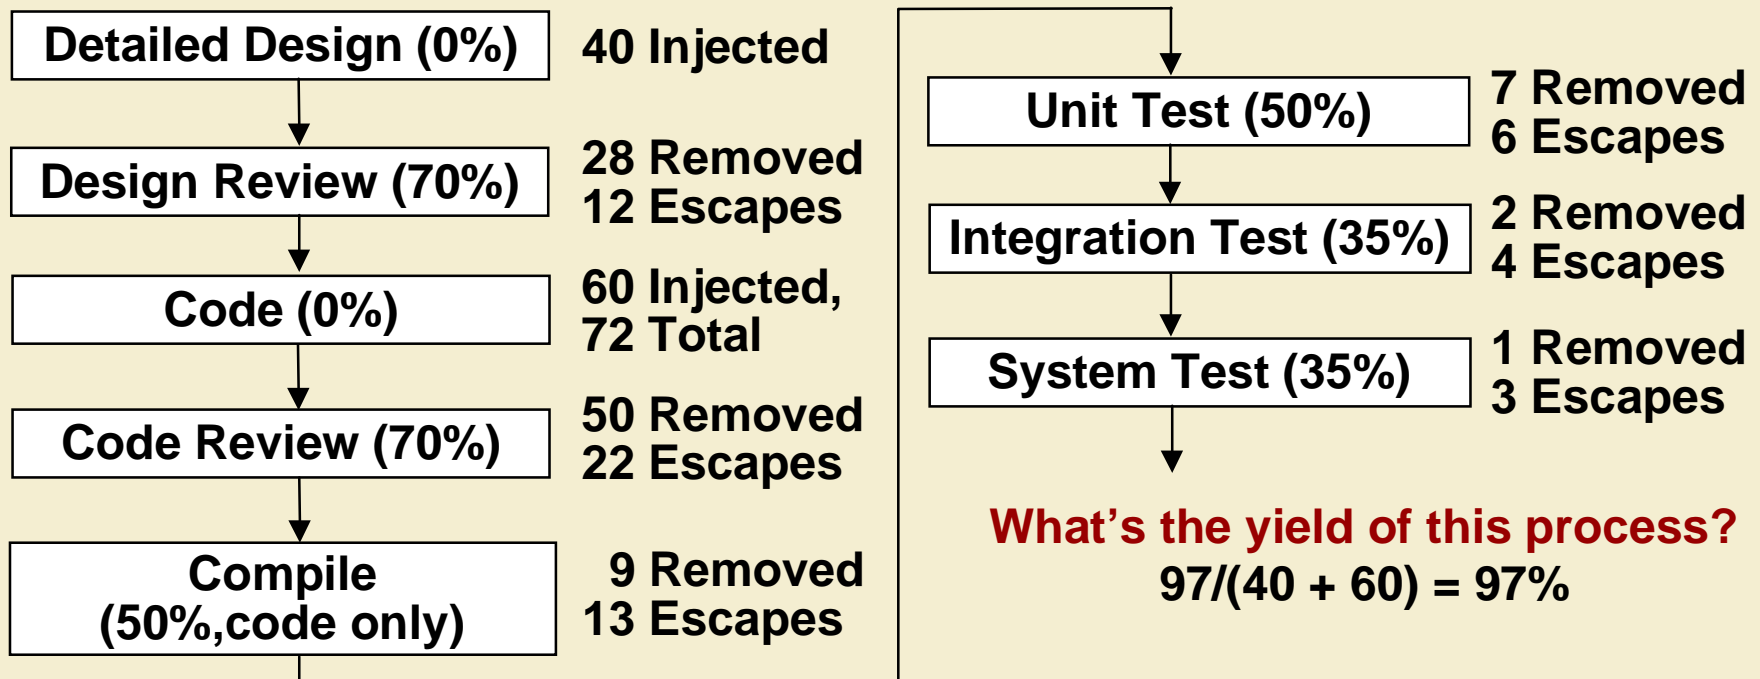 Detailed Design (0%)
40 Injected
Design Review (70%)
28 Removed
12 Escapes
Code (0%)
60 Injected,
72 Total
Code Review (70%)
50 Removed
22 Escapes
Compile
(50%,code only)
9 Removed
13 Escapes
Unit Test (50%)
7 Removed
6 Escapes
Integration Test (35%)
2 Removed
4 Escapes
System Test (35%)
1 Removed
3 Escapes
What’s the yield of this process?
97/(40 + 60) = 97%